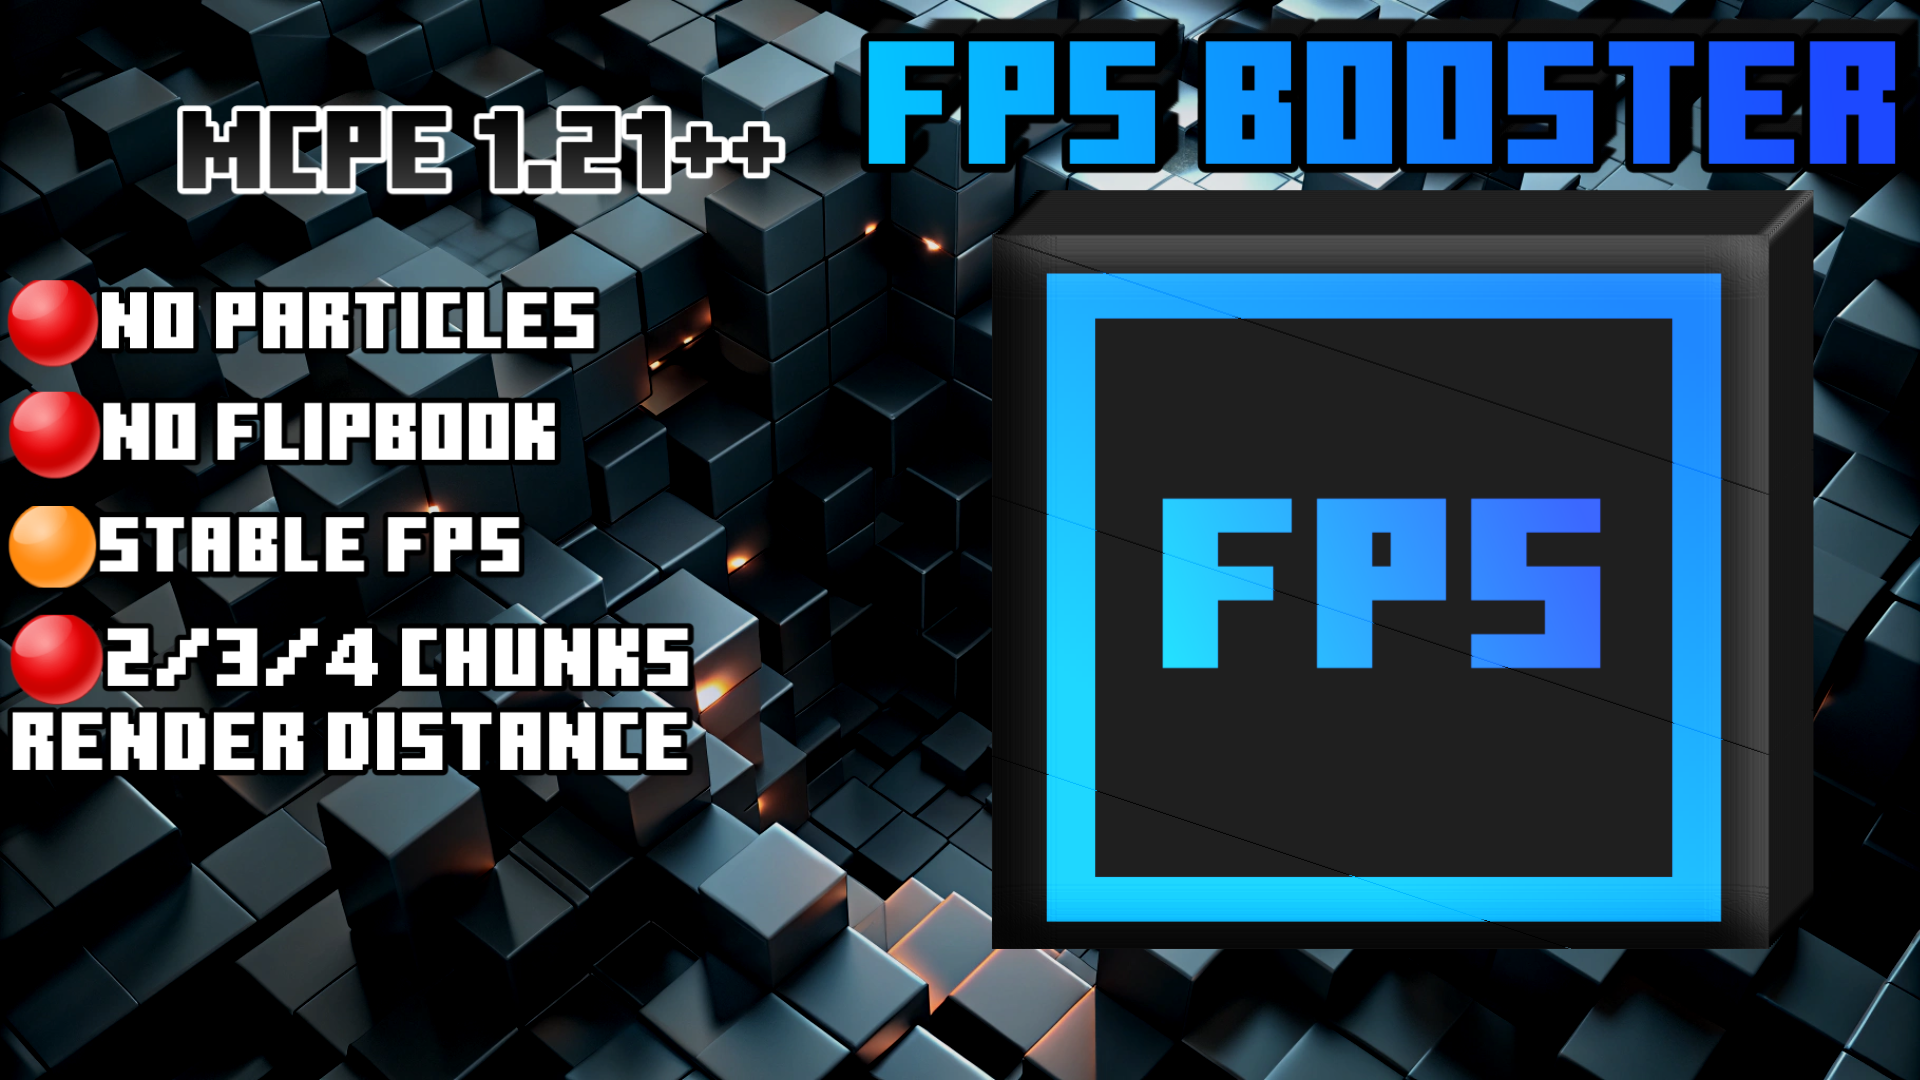 FPS BOOSTER
MCPE 1.21++
NO PARTICLES
NO FLIPBOOK
STABLE FPS
2/3/4 CHUNKS
RENDER DISTANCE
FPS